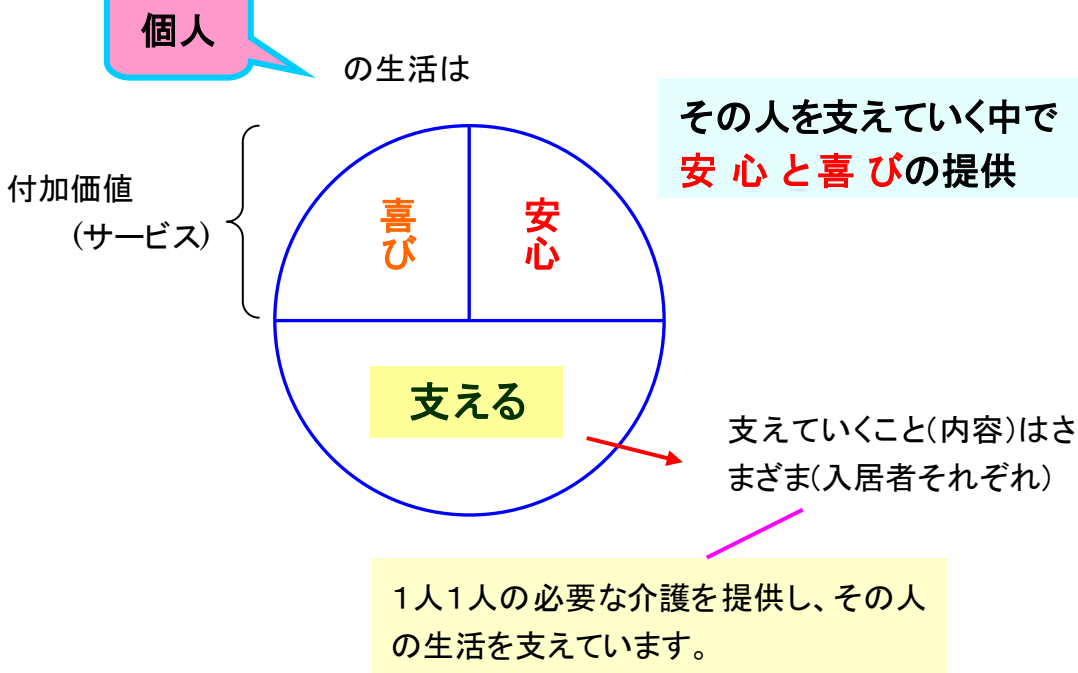 個人
の生活は
その人を支えていく中で
安 心 と 喜 びの提供
付加価値
(サービス)
喜び
安心
支える
支えていくこと(内容)はさ
まざま(入居者それぞれ)
１人１人の必要な介護を提供し、その人
の生活を支えています。